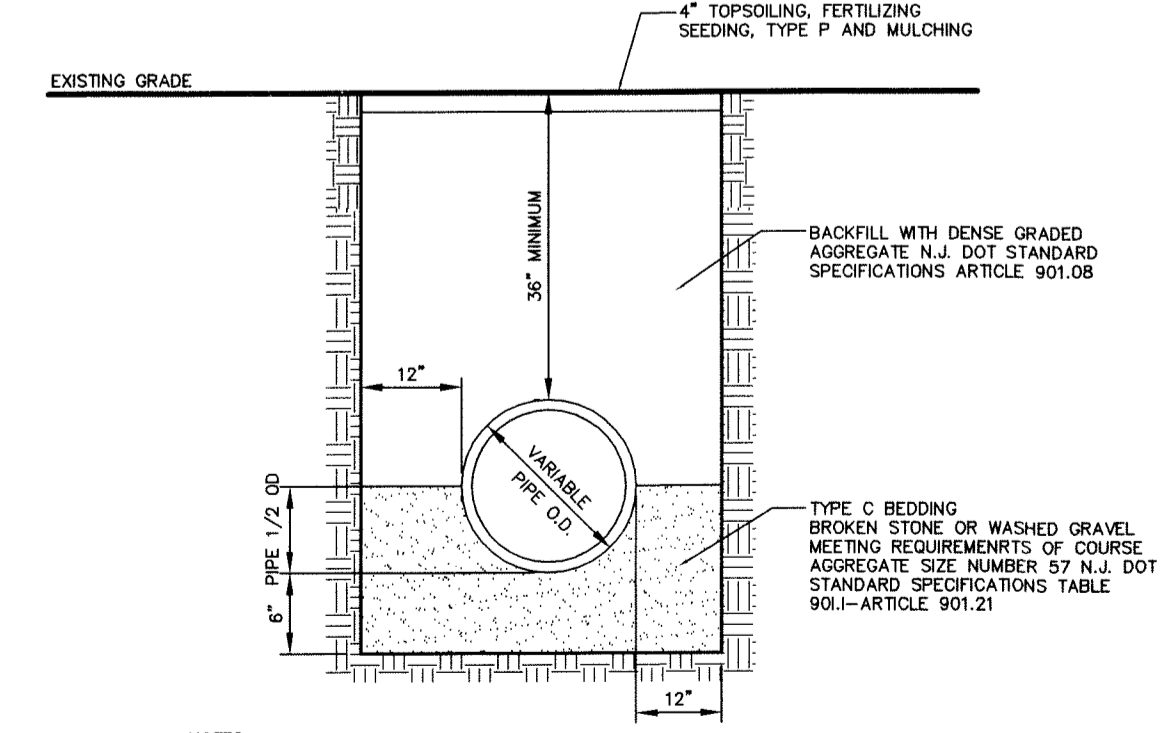 4" TOPSOILING, FERTILIZING
SEEDING, TYPE P AND MULCHING
EXISTING GRADE
36" MINIMUM
BACKFILL WITH DENSE GRADED
AGGREGATE N.J. DOT STANDARD
SPECIFICATIONS ARTICLE 901.08
12"
VARIABLE
PIPE O.D.
PIPE 1/2 OD
6"
TYPE C BEDDING
BROKEN STONE OR WASHED GRAVEL
MEETING REQUIREMENRTS OF COURSE
AGGREGATE SIZE NUMBER 57 N.J. DOT
STANDARD SPECIFICATIONS TABLE
901.I-ARTICLE 901.21
12"